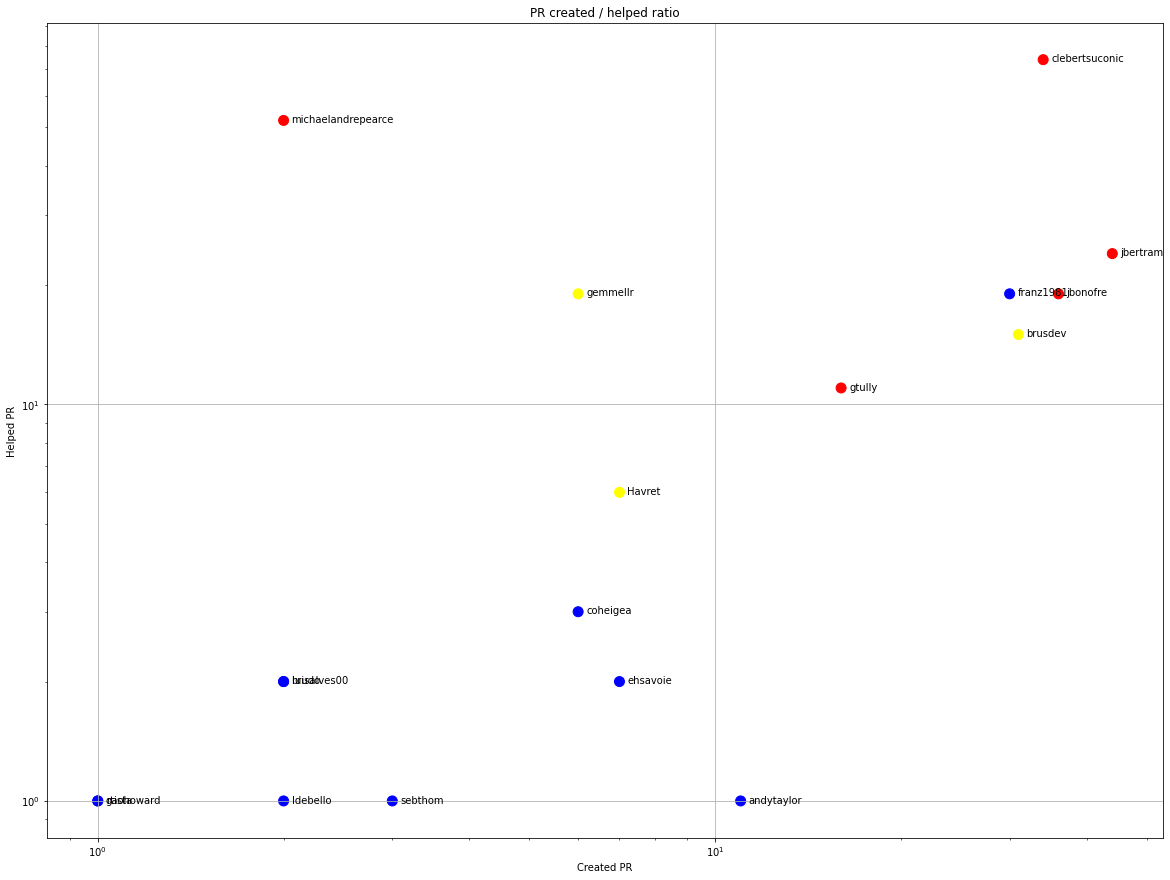 PR created / helped ratio
clebertsuconic
michaelandrepearce
jbertram
gemmellr
jbonofre
brusdev
gtully
10¹
Helped PR
Havret
coheigea
ehsavoie
10⁰
ldebello
sebthom
andytaylor
10⁰
10¹
Created PR